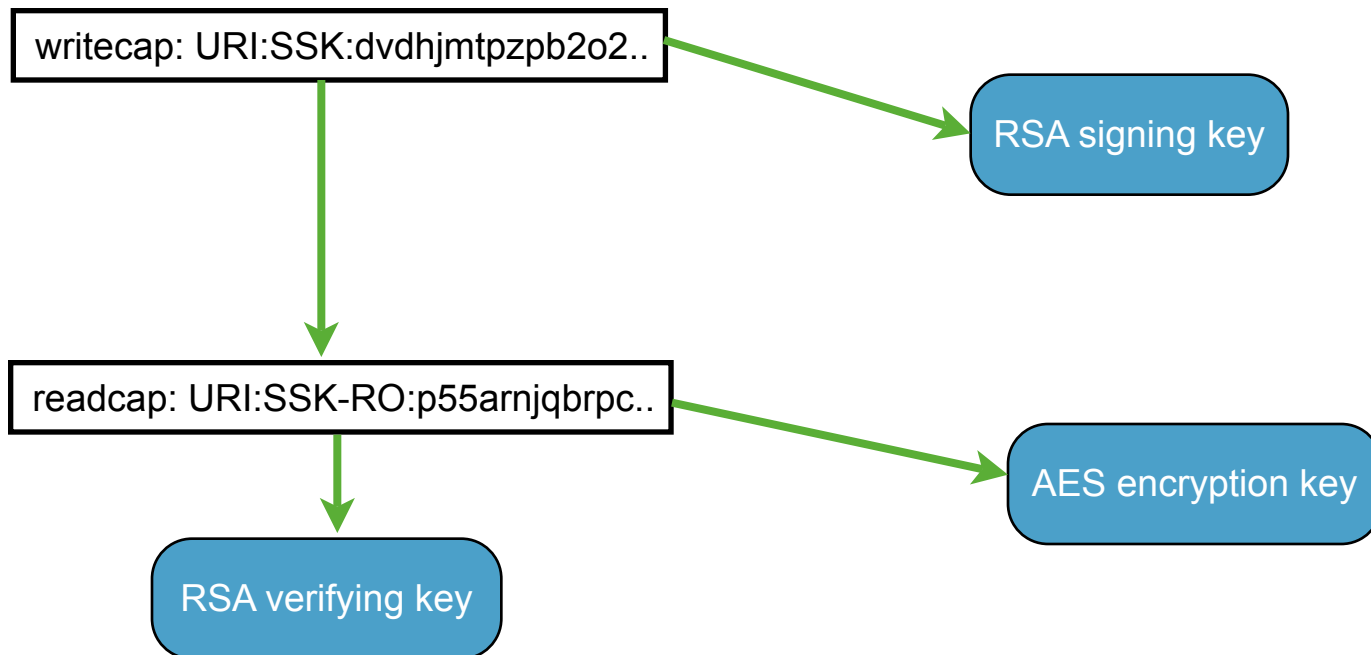 writecap: URI:SSK:dvdhjmtpzpb2o2..
RSA signing key
readcap: URI:SSK-RO:p55arnjqbrpc..
AES encryption key
RSA verifying key